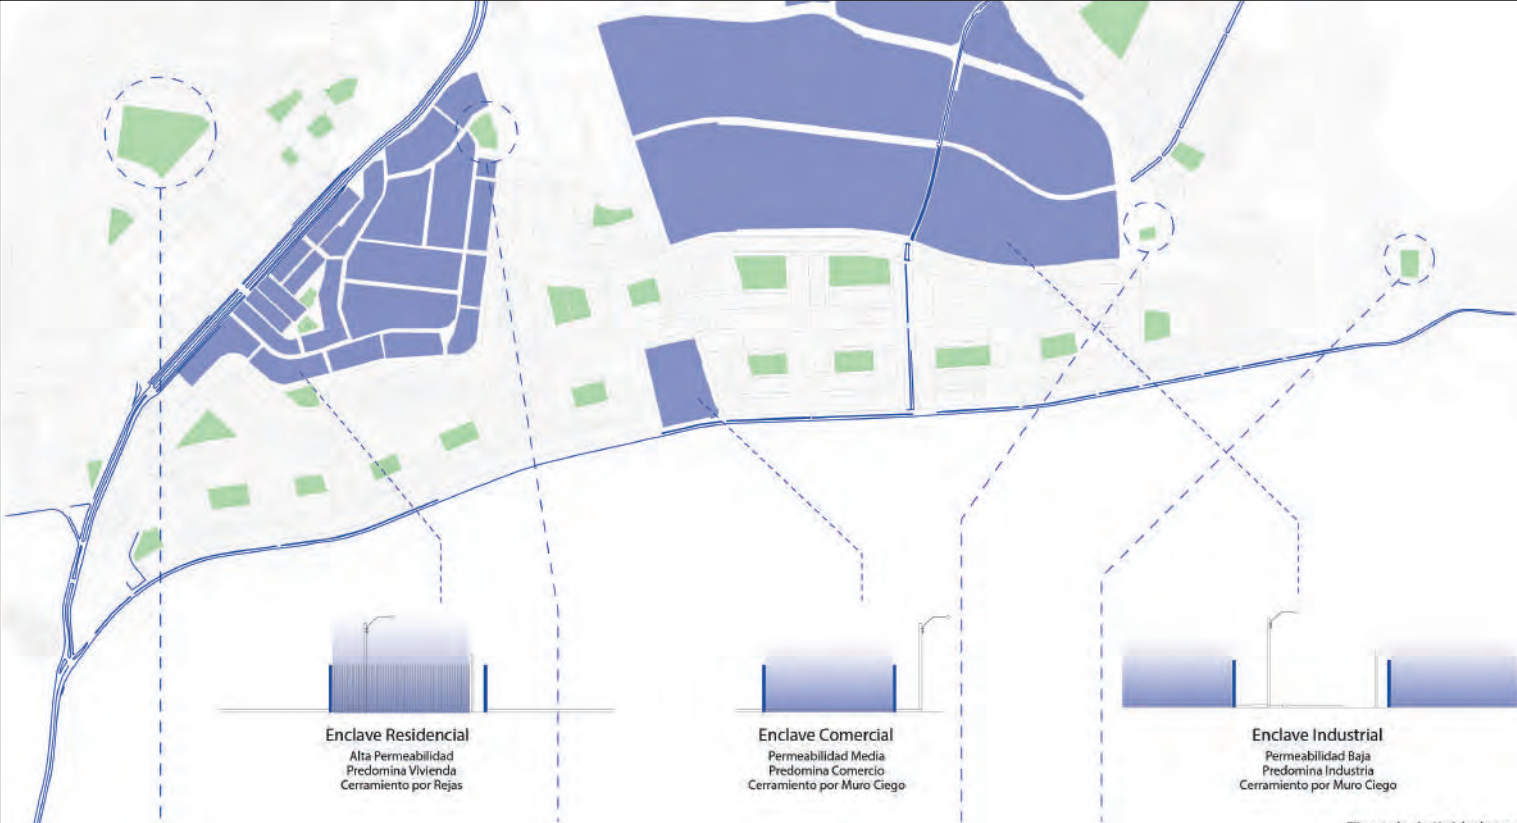 Enclave Residencial
Alta Permeabilidad
Predomina Vivienda
Cerramiento por Rejas
Enclave Comercial
Permeabilidad Media
Predomina Comercio
Cerramiento por Muro Ciego
Enclave Industrial
Permeabilidad Baja
Predomina Industria
Cerramiento por Muro Ciego